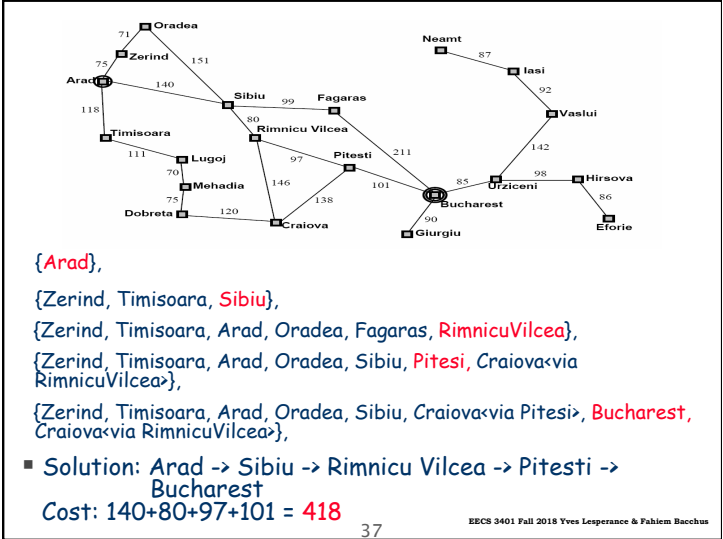 Oradea
71
Neamt
87
Zerind
75
151
Iasi
Arad
140
92
Sibiu
99
Fagaras
118
Vaslui
80
Rimnicu Vilcea
Timisoara
142
111
Lugoj
97
Pitesti
211
70
98
Hirsova
Mehadia
146
101
85
Urziceni
75
138
86
Bucharest
Dobreta
120
90
Craiova
Eforie
Giurgiu
{Arad},
{Zerind, Timisoara, Sibiu},
{Zerind, Timisoara, Arad, Oradea, Fagaras, RimnicuVilcea},
{Zerind, Timisoara, Arad, Oradea, Sibiu, Pitesi, Craiova<via
RimnicuVilcea>},
{Zerind, Timisoara, Arad, Oradea, Sibiu, Craiova<via Pitesi>, Bucharest,
Craiova<via RimnicuVilcea>},
Solution: Arad -> Sibiu -> Rimnicu Vilcea -> Pitesti ->
Bucharest
Cost: 140+80+97+101 = 418
37
EECS 3401 Fall 2018 Yves Lesperance & Fahiem Bacchus